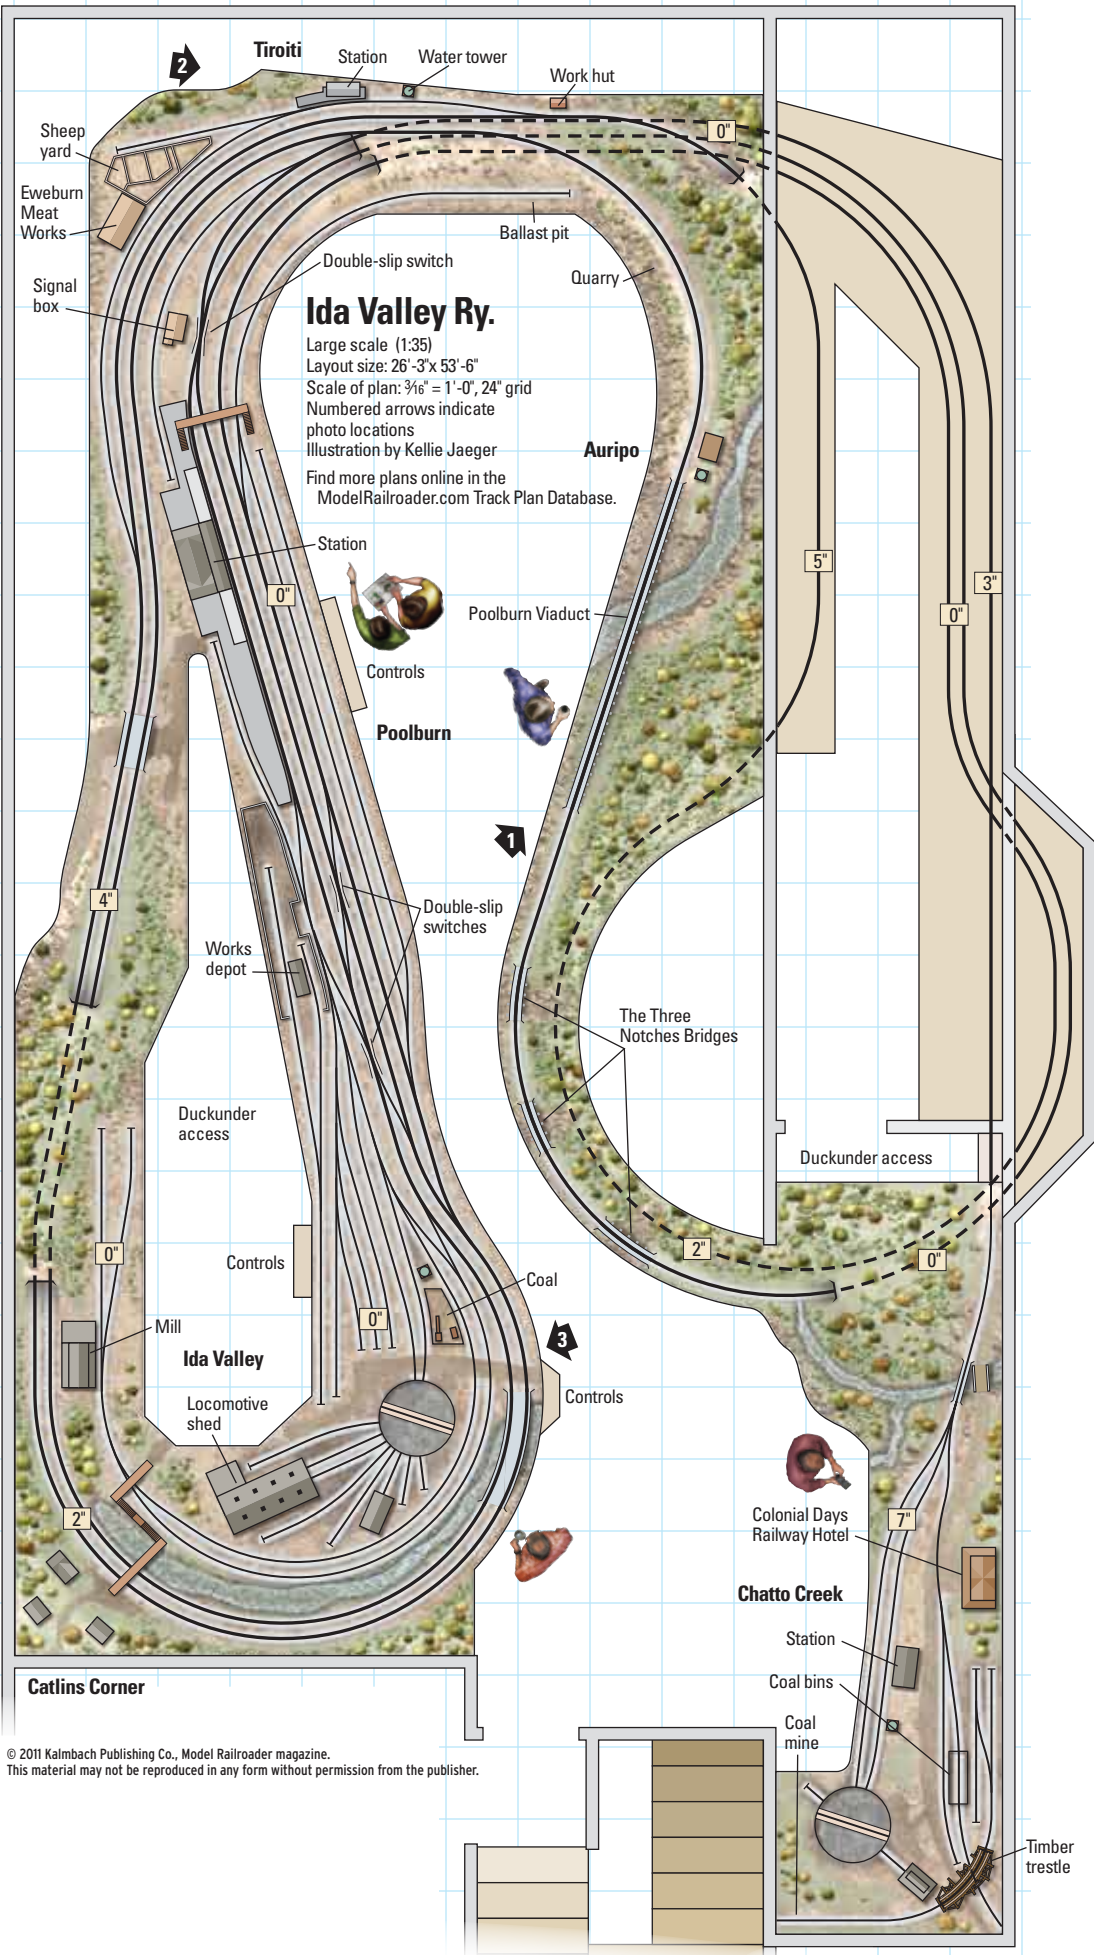 Tiroiti
2
Station
Water tower
Work hut
Sheep
yard
0"
Eweburn
Meat
Works
Ballast pit
Double-slip switch
Quarry
Signal
box
Ida Valley Ry.
Large scale (1:35)
Layout size: 26'-3"x 53'-6"
Scale of plan: 3⁄16" = 1'-0", 24" grid
Numbered arrows indicate
photo locations
Illustration by Kellie Jaeger
Find more plans online in the
ModelRailroader.com Track Plan Database.
Auripo
Station
0"
5"
3"
0"
Poolburn Viaduct
Controls
Poolburn
1
4"
Double-slip
switches
Works
depot
The Three
Notches Bridges
Duckunder
access
Duckunder access
0"
Controls
2"
0"
Coal
0"
Mill
3
Ida Valley
Controls
Locomotive
shed
2"
7"
Colonial Days
Railway Hotel
Chatto Creek
Station
Coal bins
Catlins Corner
Coal
mine
© 2011 Kalmbach Publishing Co., Model Railroader magazine.
This material may not be reproduced in any form without permission from the publisher.
Timber
trestle